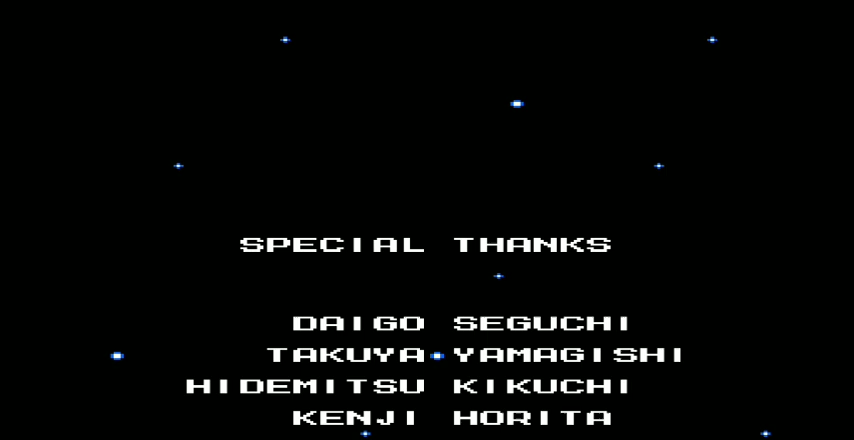 SPECIAL THANKS
DAIGO SEGUCHI
TAKUYA YAMAGISHI
HIDEMITSU KIKUCHI
KENJI HORITA